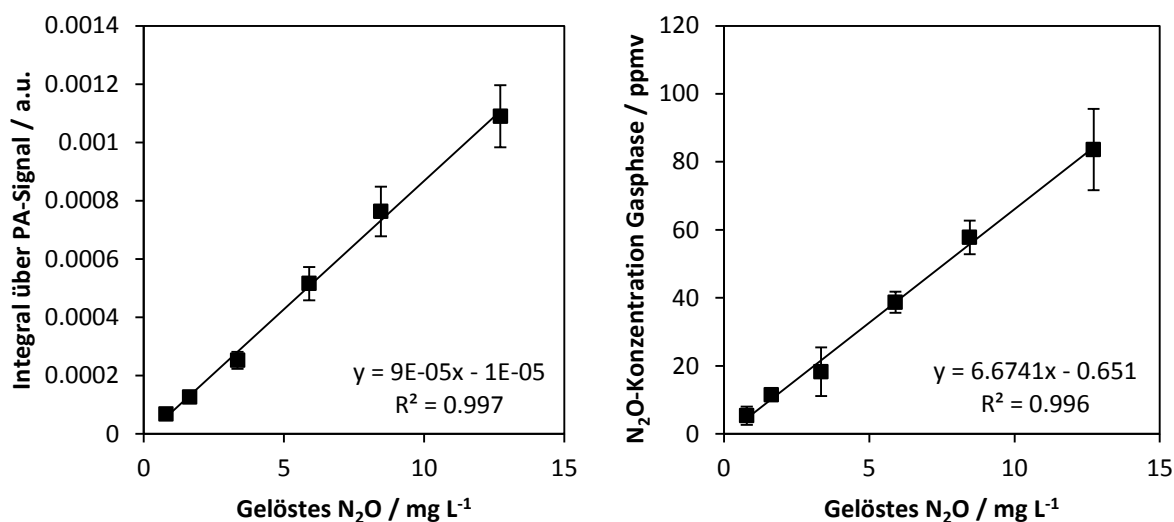 Integral über PA-Signal / a.u.
0.0014
0.0012
0.001
0.0008
0.0006
0.0004
0.0002
0
y = 9E-05x - 1E-05
R² = 0.997
0
5
10
15
Gelöstes N₂O / mg L⁻¹
N₂O-Konzentration Gasphase / ppmv
120
100
80
60
40
20
0
y = 6.6741x - 0.651
R² = 0.996
0
5
10
15
Gelöstes N₂O / mg L⁻¹